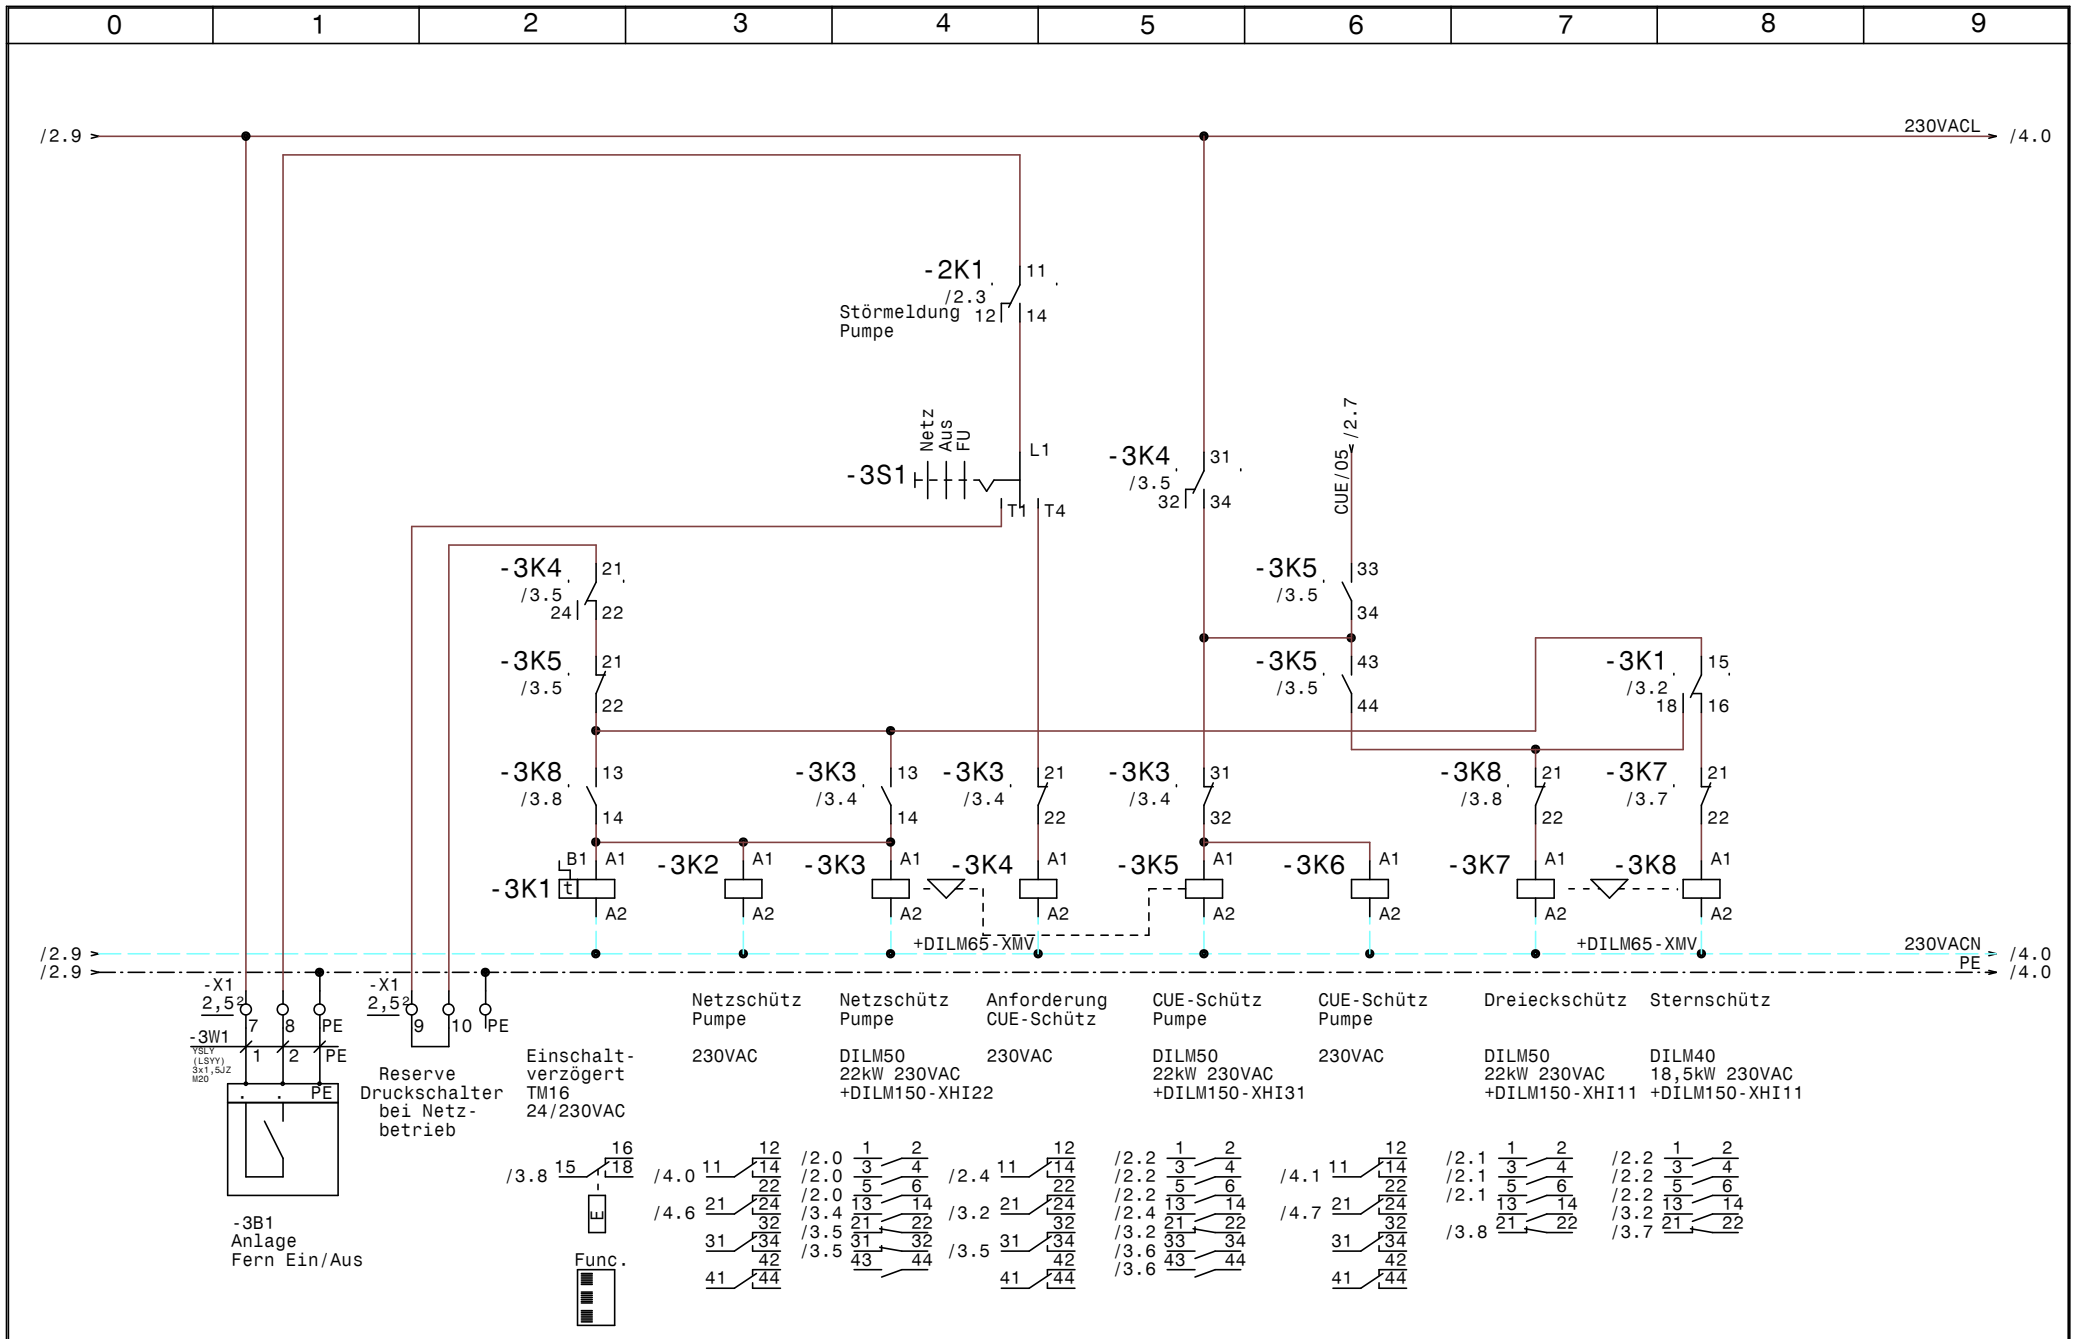 0 1 2 3 4 5 6 7 8 9
/2.9 230VACL /4.0
-2K1 11
/2.3
Störmeldung 12 14
Pumpe
Netz
Aus
FU
L1
-3S1
T1 T4
-3K4 31
/3.5
32 34
CUE/05 /2.7
-3K4 21
/3.5
24 22
-3K5 33
/3.5
34
-3K5 21
/3.5
22
-3K5 43
/3.5
44
-3K1 15
/3.2
18 16
-3K8 13
/3.8
14
-3K3 13
/3.4
14
-3K3 21
/3.4
22
-3K3 31
/3.4
32
-3K8 21
/3.8
22
-3K7 21
/3.7
22
B1 A1
-3K1 t
A2
-3K2 A1
A2
-3K3 A1
A2
-3K4 A1
-3K5 A1
A2
-3K6 A1
A2
-3K7 A1
A2
-3K8 A1
A2
+DILM65-XMV
+DILM65-XMV
/2.9 230VACN /4.0
/2.9 PE /4.0
-X1
2,5²
7 8 PE
-3W1
YSLY
(LSYY)
3x1,5JZ
M20
1 2 PE
PE
-3B1
Anlage
Fern Ein/Aus
-X1
2,5²
9 10 PE
Reserve
Druckschalter
bei Netz-
betrieb
Einschalt-
verzögert
TM16
24/230VAC
Netzschütz
Pumpe
230VAC
Netzschütz
Pumpe
DILM50
22kW 230VAC
+DILM150-XHI22
Anforderung
CUE-Schütz
230VAC
CUE-Schütz
Pumpe
DILM50
22kW 230VAC
+DILM150-XHI31
CUE-Schütz
Pumpe
230VAC
Dreieckschütz
DILM50
22kW 230VAC
+DILM150-XHI11
Sternschütz
DILM40
18,5kW 230VAC
+DILM150-XHI11
16
/3.8 15 18
E
Func.
12
/4.0 11 14
22
/4.6 21 24
32
31 34
42
41 44
/2.0 1 2
/2.0 3 4
/2.0 5 6
/3.4 13 14
/3.5 21 22
/3.5 31 32
43 44
12
/2.4 11 14
22
/3.2 21 24
32
/3.5 31 34
42
41 44
/2.2 1 2
/2.2 3 4
/2.2 5 6
/2.4 13 14
/3.2 21 22
/3.6 33 34
/3.6 43 44
12
/4.1 11 14
22
/4.7 21 24
32
31 34
42
41 44
/2.1 1 2
/2.1 3 4
/2.1 5 6
13 14
/3.8 21 22
/2.2 1 2
/2.2 3 4
/2.2 5 6
/3.2 13 14
/3.7 21 22